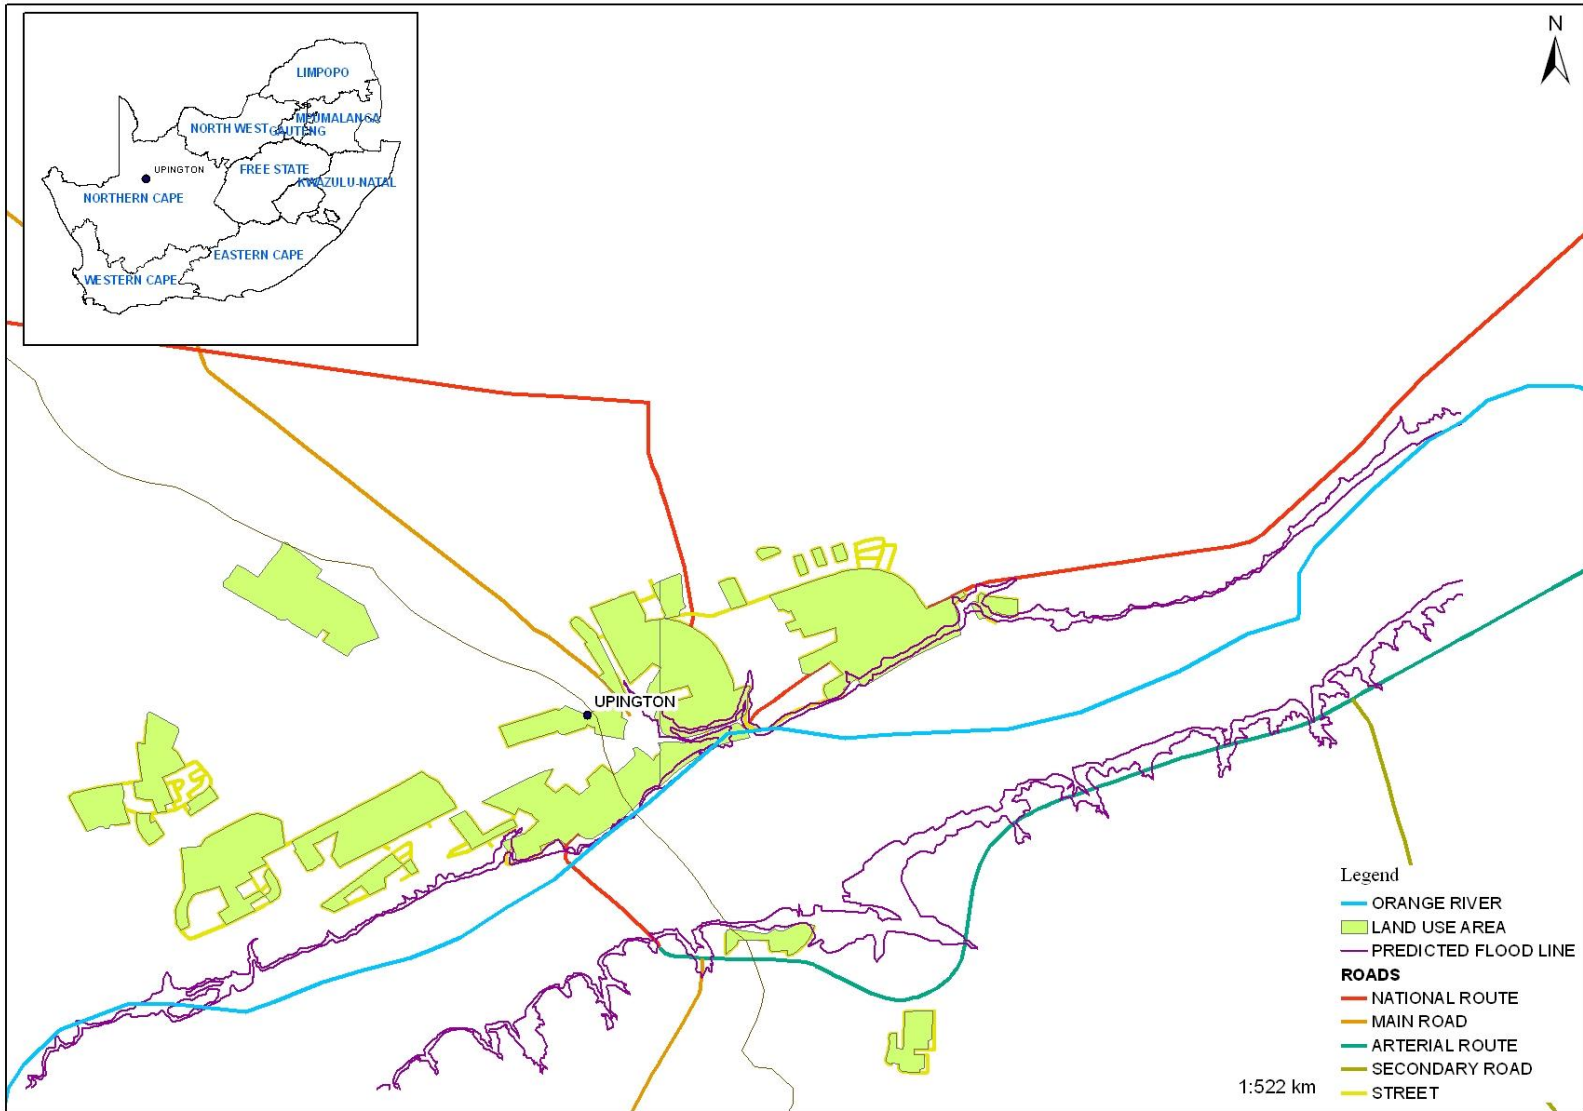 N
LIMPOPO
MPUMALANGA
NORTH WEST
GAUTENG
FREE STATE
UPINGTON
KWAZULU-NATAL
NORTHERN CAPE
EASTERN CAPE
WESTERN CAPE
UPINGTON
Legend
ORANGE RIVER
LAND USE AREA
PREDICTED FLOOD LINE
ROADS
NATIONAL ROUTE
MAIN ROAD
ARTERIAL ROUTE
SECONDARY ROAD
STREET
1:522 km